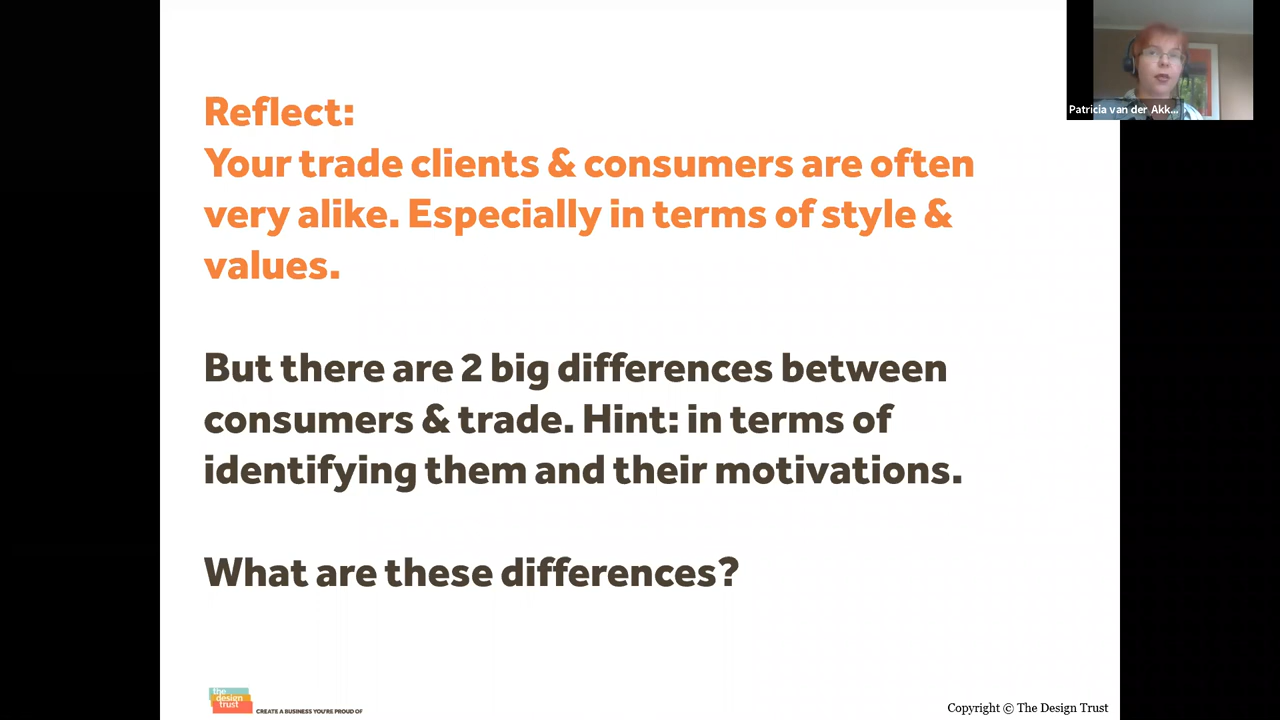 Reflect:
Your trade clients & consumers are often
very alike. Especially in terms of style &
values.
But there are 2 big differences between
consumers & trade. Hint: in terms of
identifying them and their motivations.
What are these differences?
Patricia van der Akk...
the
design
trust
CREATE A BUSINESS YOU'RE PROUD OF
Copyright © The Design Trust